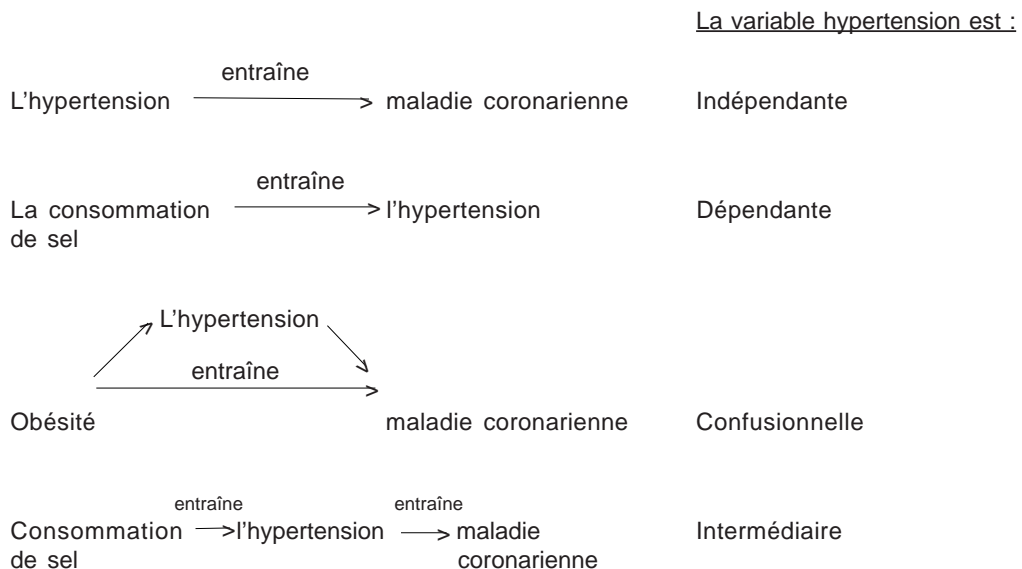 La variable hypertension est :
entraîne
L'hypertension maladie coronarienne Indépendante
entraîne
La consommation l'hypertension Dépendante
de sel
L'hypertension
entraîne
Obésité maladie coronarienne Confusionnelle
entraîne entraîne
Consommation l'hypertension maladie Intermédiaire
de sel coronarienne